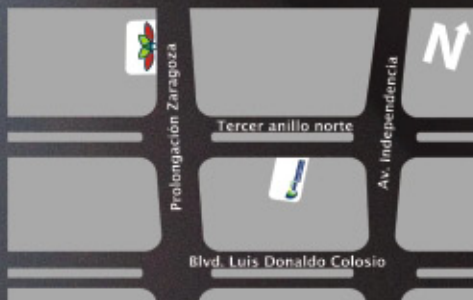 N
Prolongación Zaragoza
Av. Independencia
Tercer anillo norte
Blvd. Luis Donaldo Colosio